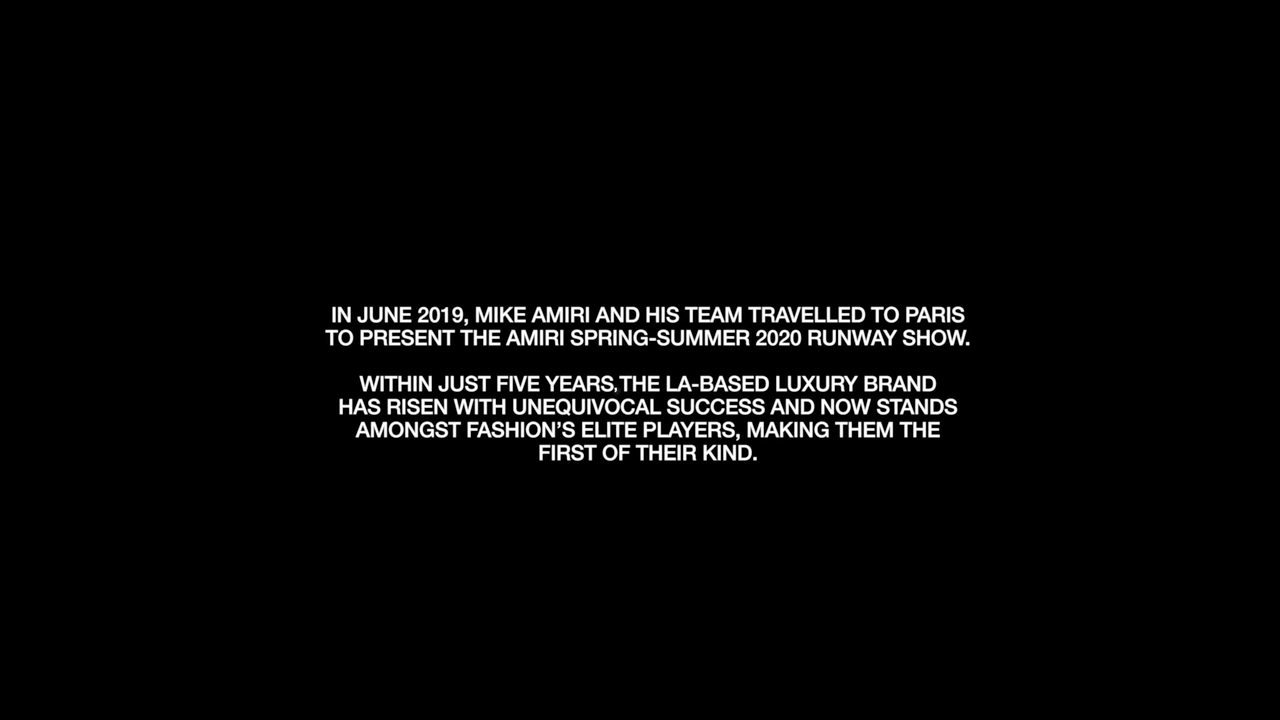 IN JUNE 2019, MIKE AMIRI AND HIS TEAM TRAVELLED TO PARIS
TO PRESENT THE AMIRI SPRING-SUMMER 2020 RUNWAY SHOW.
WITHIN JUST FIVE YEARS,THE LA-BASED LUXURY BRAND
HAS RISEN WITH UNEQUIVOCAL SUCCESS AND NOW STANDS
AMONGST FASHION’S ELITE PLAYERS, MAKING THEM THE
FIRST OF THEIR KIND.